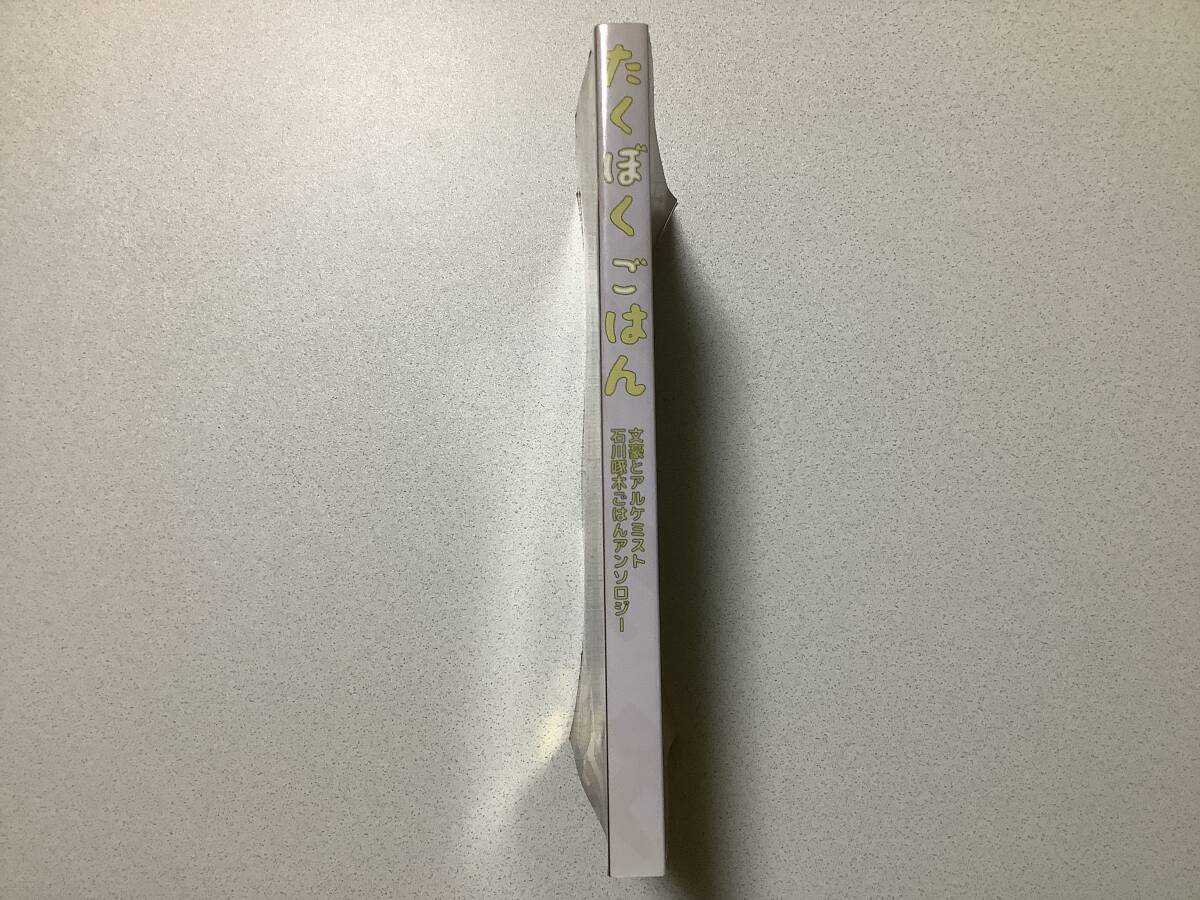 たくぼくごはん
文豪とアルケミスト
石川啄木ごはんアンソロジー